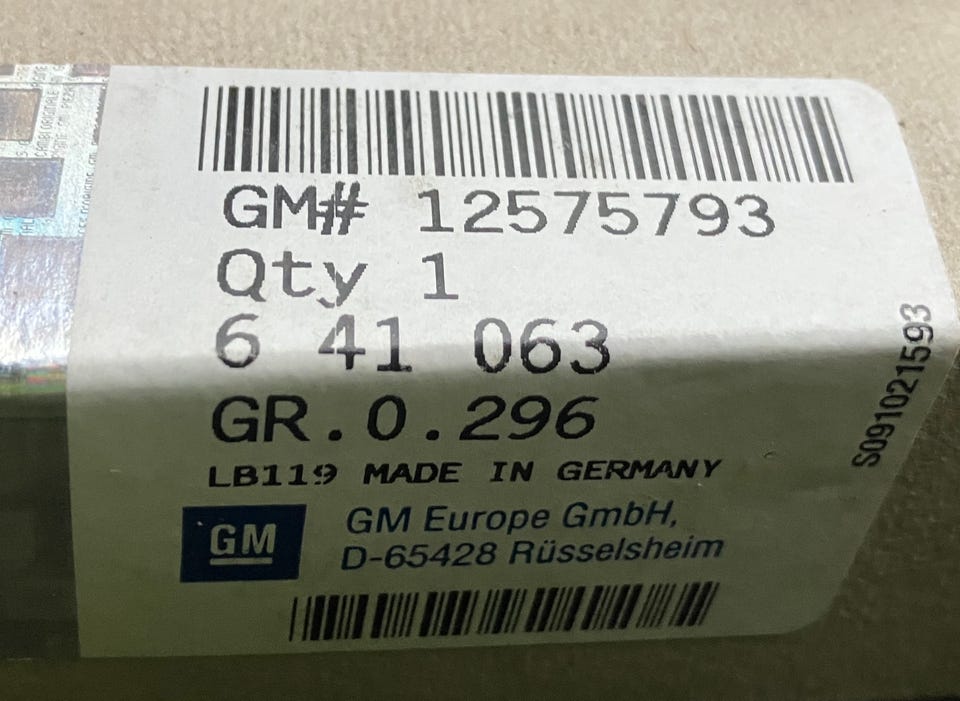 GM# 12575793
Qty 1
6 41 063
GR.0.296
LB119 MADE IN GERMANY
GM
GM Europe GmbH,
D-65428 Rüsselsheim
S091021593